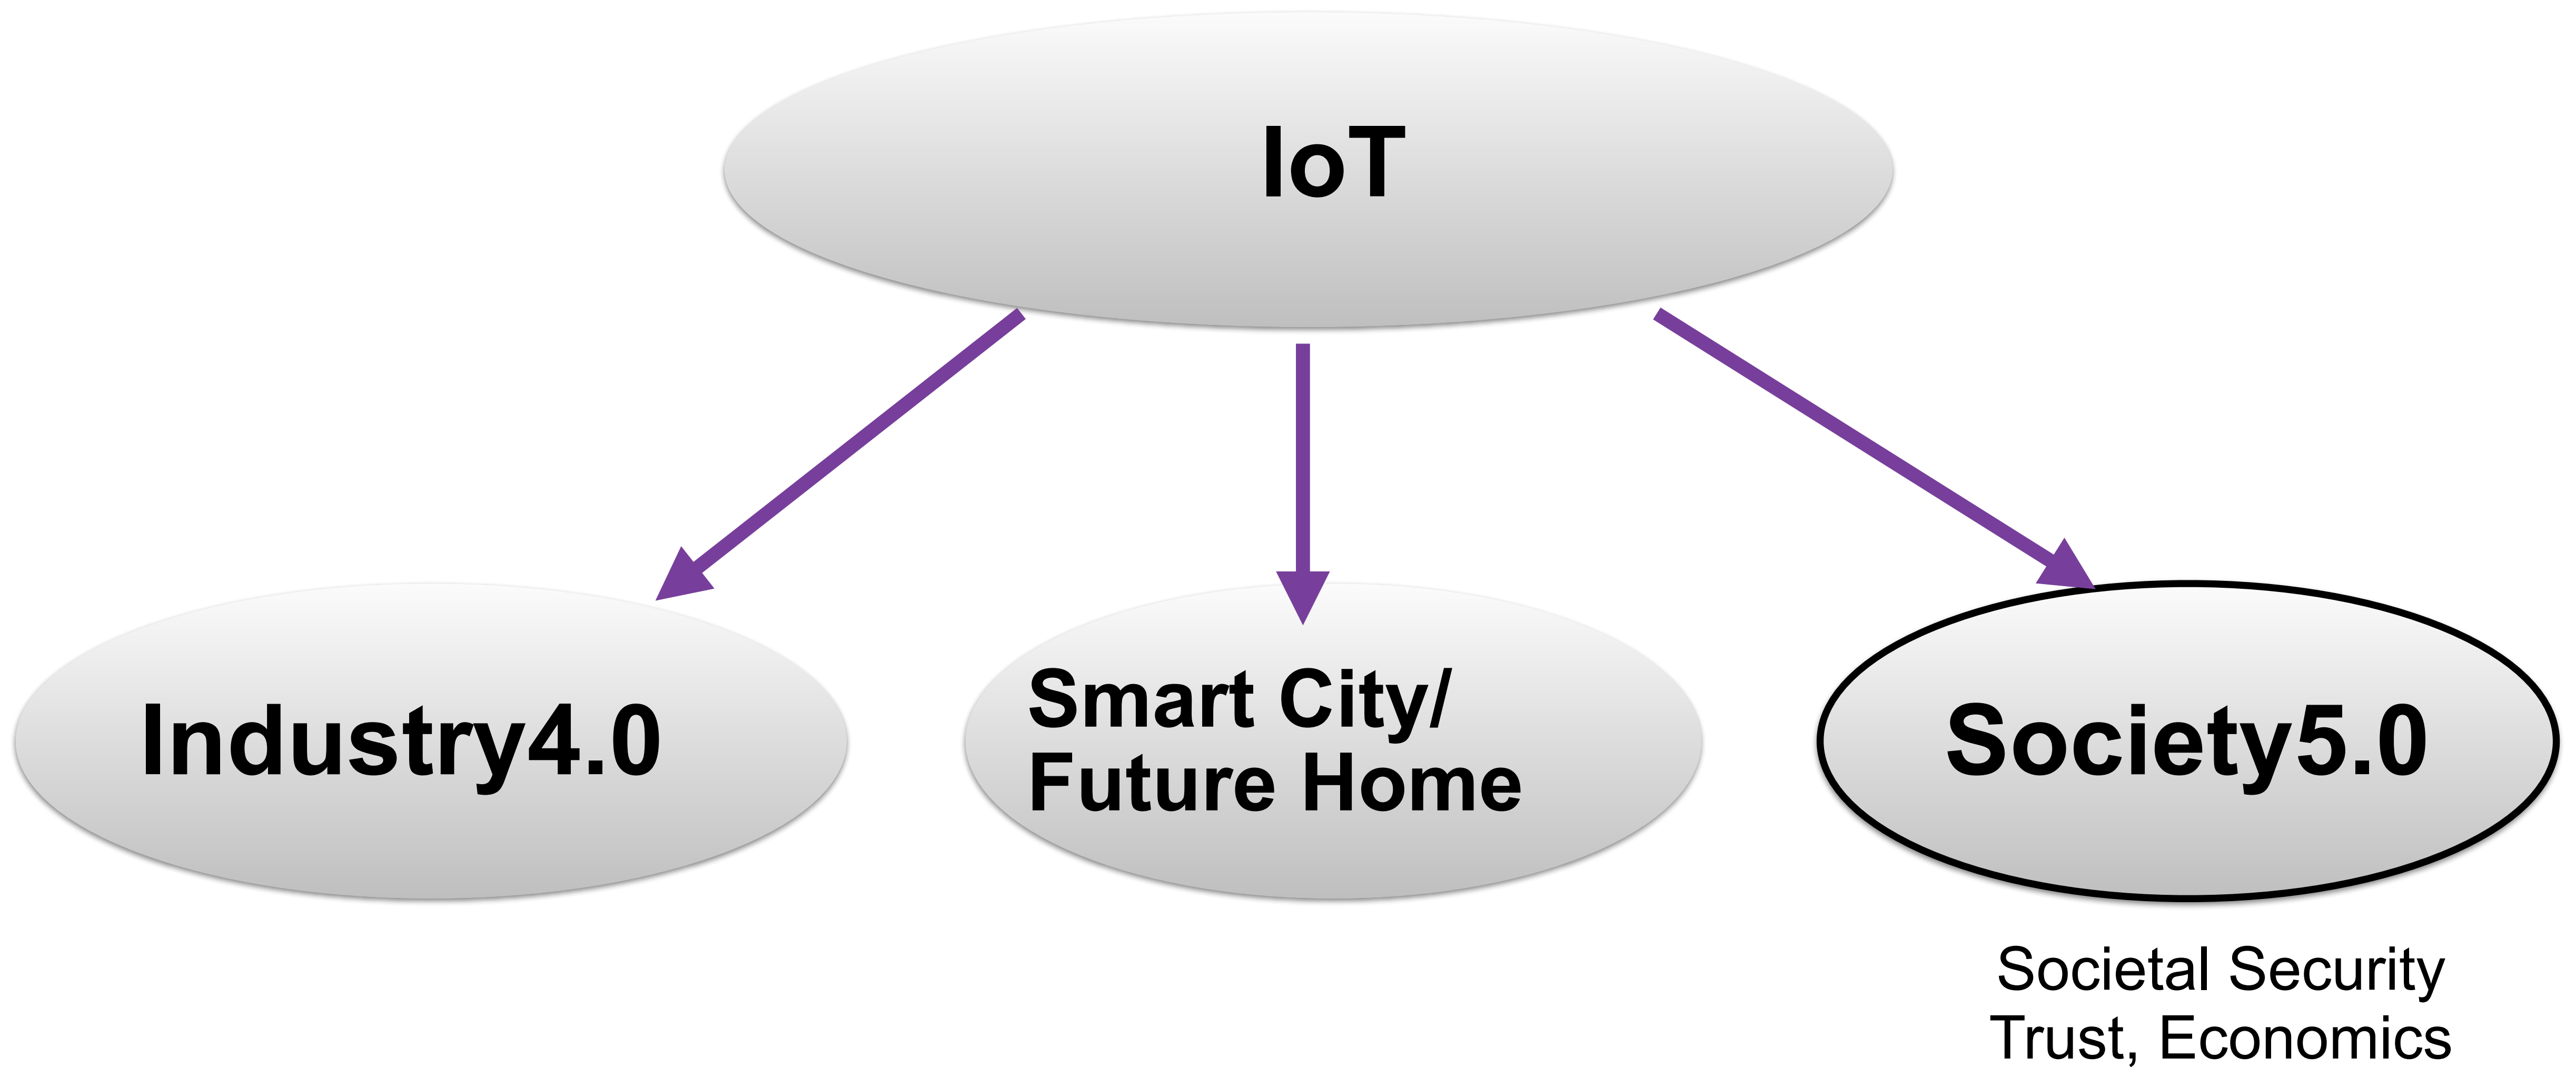 IoT
Industry4.0
Smart City/
Future Home
Society5.0
Societal Security
Trust, Economics